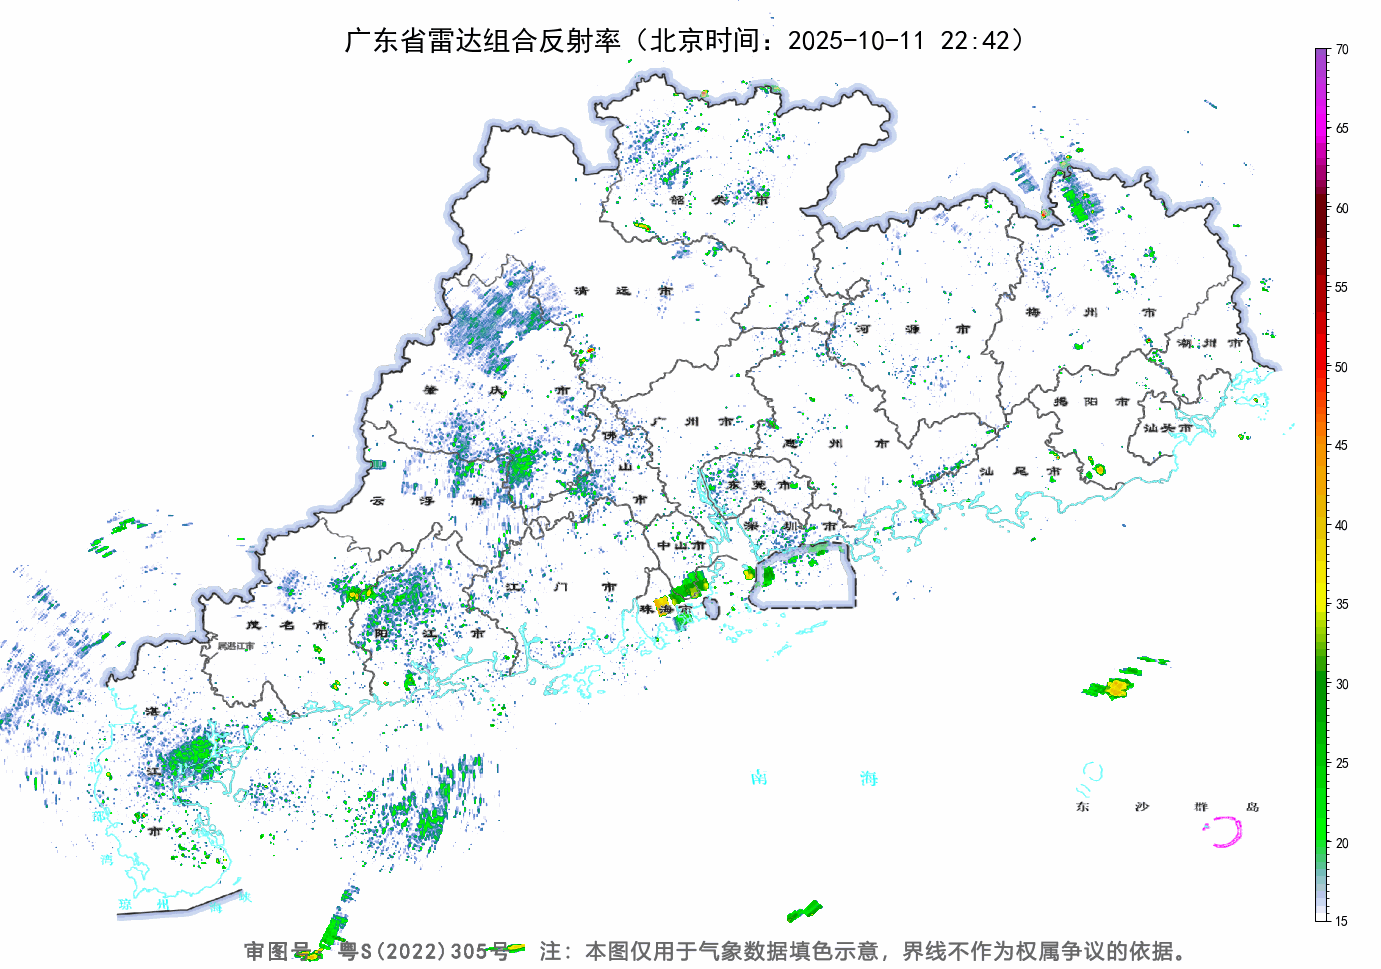 广东省雷达组合反射率（北京时间：2025-10-11 22:42）
70
65
60
55
50
45
40
35
30
25
20
15
韶 关 市
清 远 市
河 源 市
梅 州 市
潮 州 市
肇 庆 市
揭 阳 市
广 州 市
佛 山 市
惠 州 市
汕头市
云 浮 市
东 莞 市
汕 尾 市
深 圳 市
中山市
江 门 市
珠海市
茂 名 市
阳 江 市
属湛江市
湛 江 市
南 海
东 沙 群 岛
湾
琼 州 海 峡
审图号 粤S(2022)305号 注：本图仅用于气象数据填色示意，界线不作为权属争议的依据。